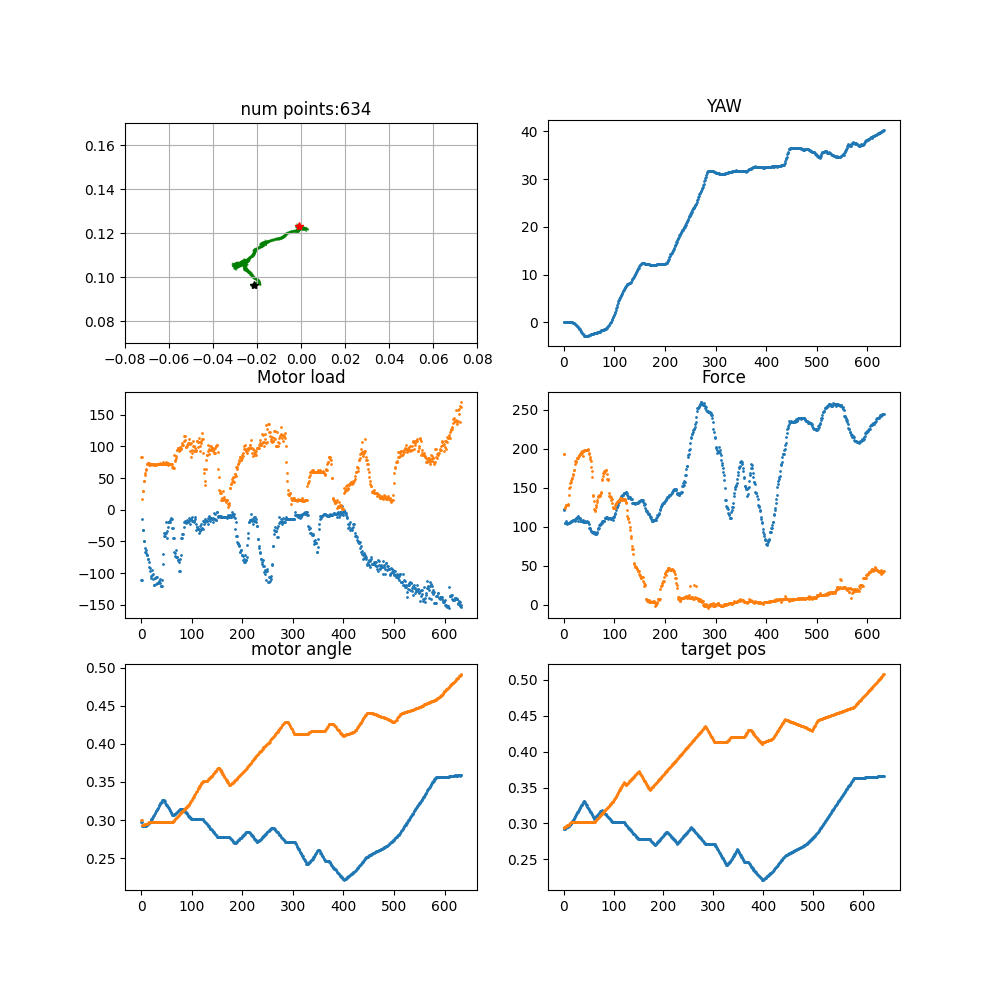 num points:634
0.16
0.14
0.12
0.10
0.08
−0.08 −0.06 −0.04 −0.02 0.00 0.02 0.04 0.06 0.08
YAW
40
30
20
10
0
0 100 200 300 400 500 600
Motor load
150
100
50
0
−50
−100
−150
0 100 200 300 400 500 600
Force
250
200
150
100
50
0
0 100 200 300 400 500 600
motor angle
0.50
0.45
0.40
0.35
0.30
0.25
0 100 200 300 400 500 600
target pos
0.50
0.45
0.40
0.35
0.30
0.25
0 100 200 300 400 500 600